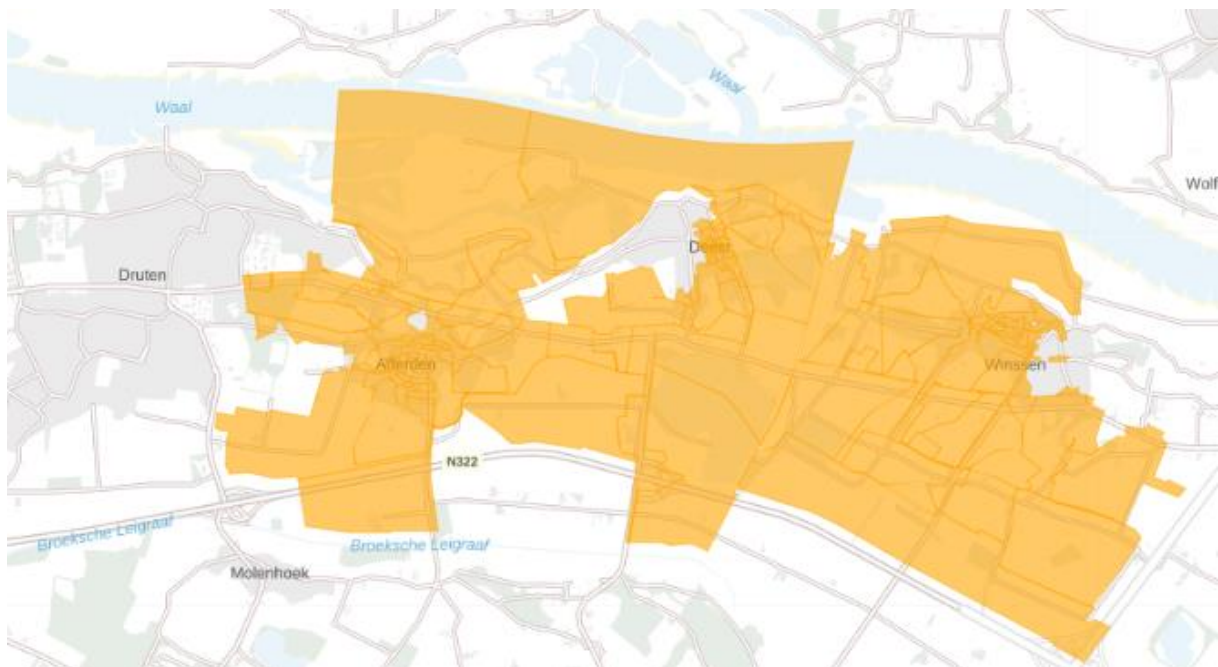 Waal
Waal
Wolf
Druten
Deest
Afferden
Winssen
N322
Broeksche Leigraaf
Broeksche Leigraaf
Molenhoek